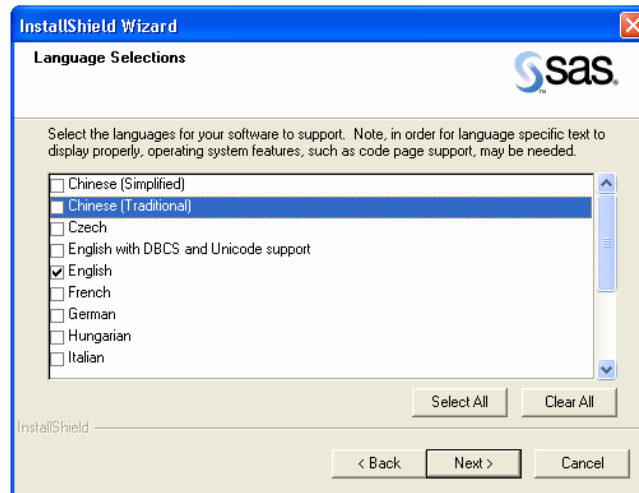 InstallShield Wizard
Language Selections
sas.
TM
Select the languages for your software to support. Note, in order for language specific text to
display properly, operating system features, such as code page support, may be needed.
Chinese (Simplified)
Chinese (Traditional)
Czech
English with DBCS and Unicode support
English
French
German
Hungarian
Italian
Select All
Clear All
InstallShield
< Back
Next >
Cancel